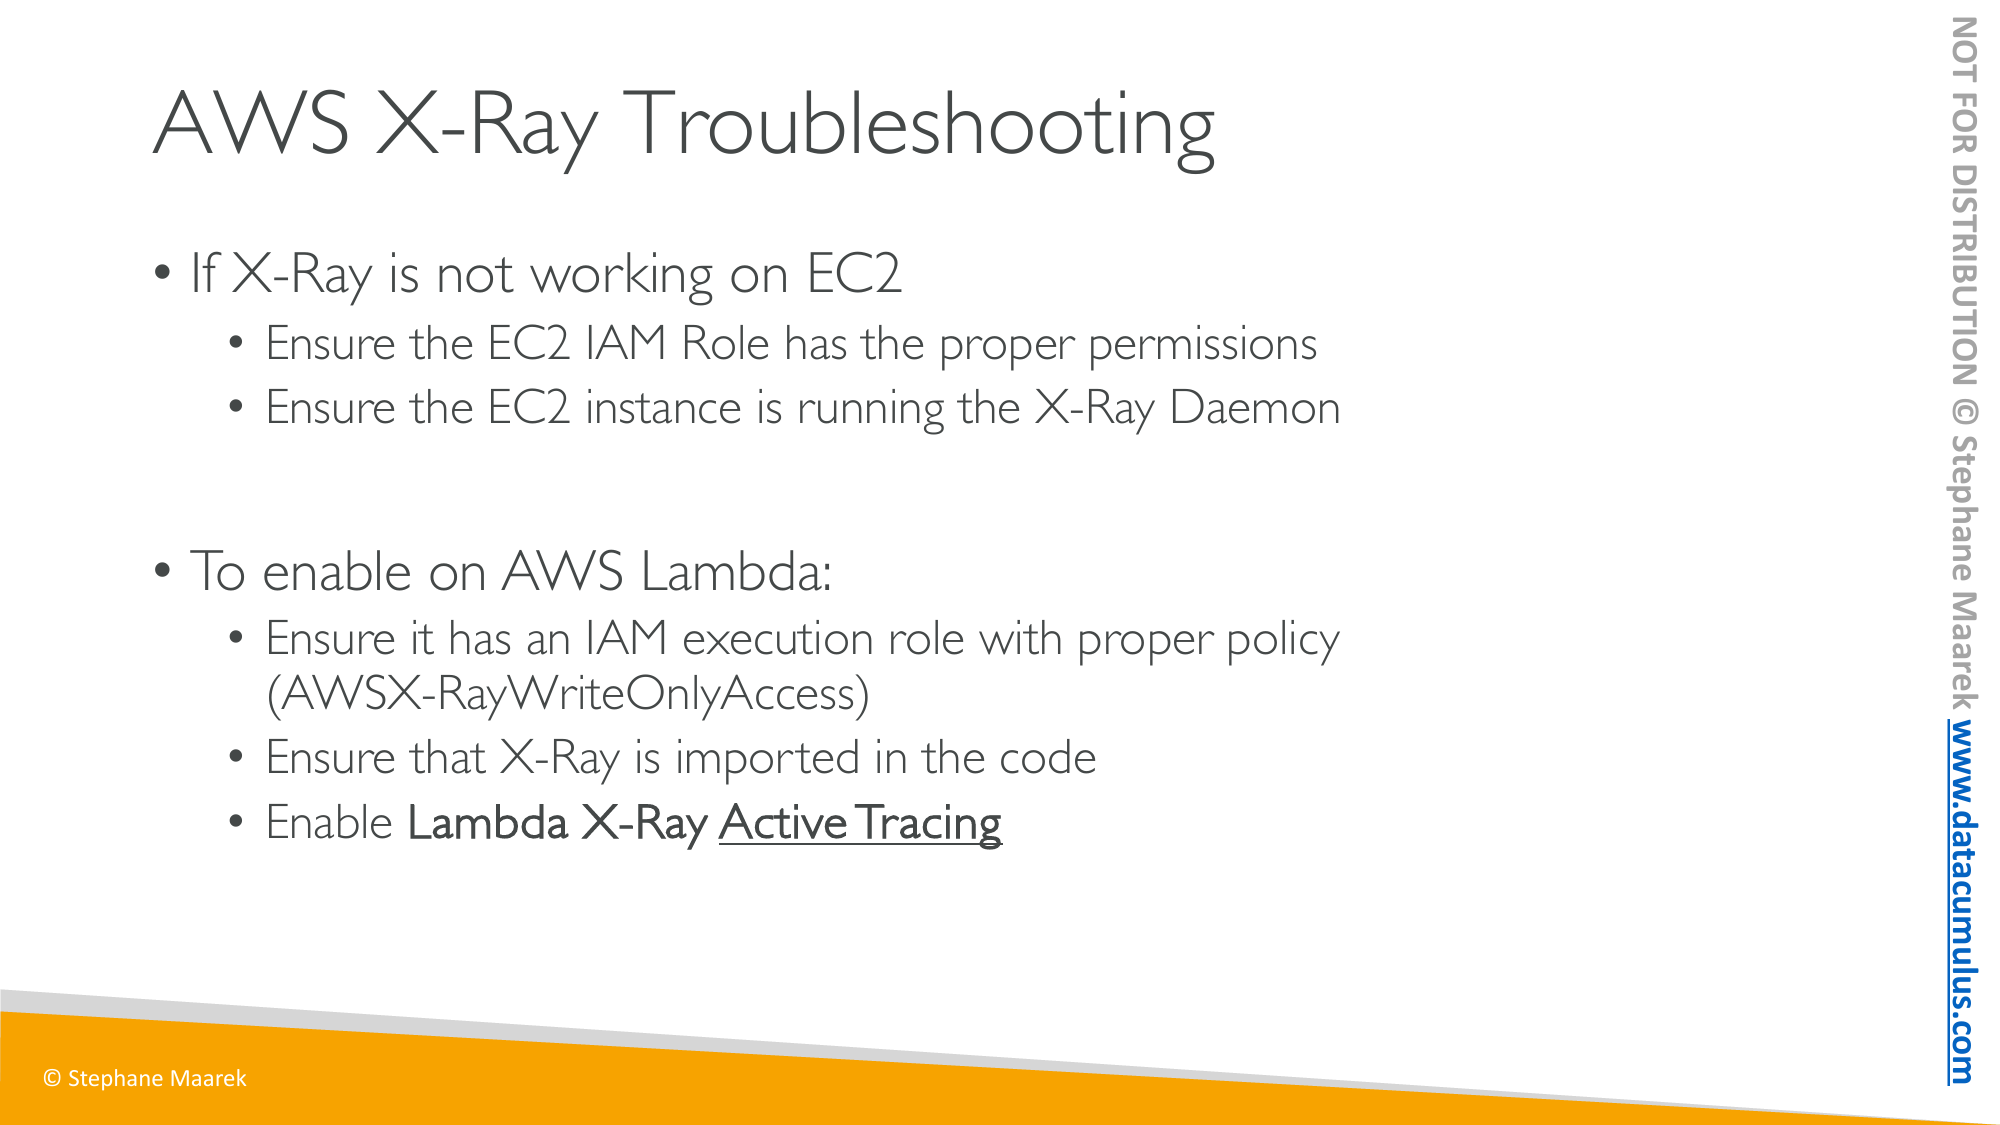 AWS X-Ray Troubleshooting
• If X-Ray is not working on EC2
• Ensure the EC2 IAM Role has the proper permissions
• Ensure the EC2 instance is running the X-Ray Daemon
• To enable on AWS Lambda:
• Ensure it has an IAM execution role with proper policy
(AWSX-RayWriteOnlyAccess)
• Ensure that X-Ray is imported in the code
• Enable Lambda X-Ray Active Tracing
© Stephane Maarek
NOT FOR DISTRIBUTION © Stephane Maarek www.datacumulus.com